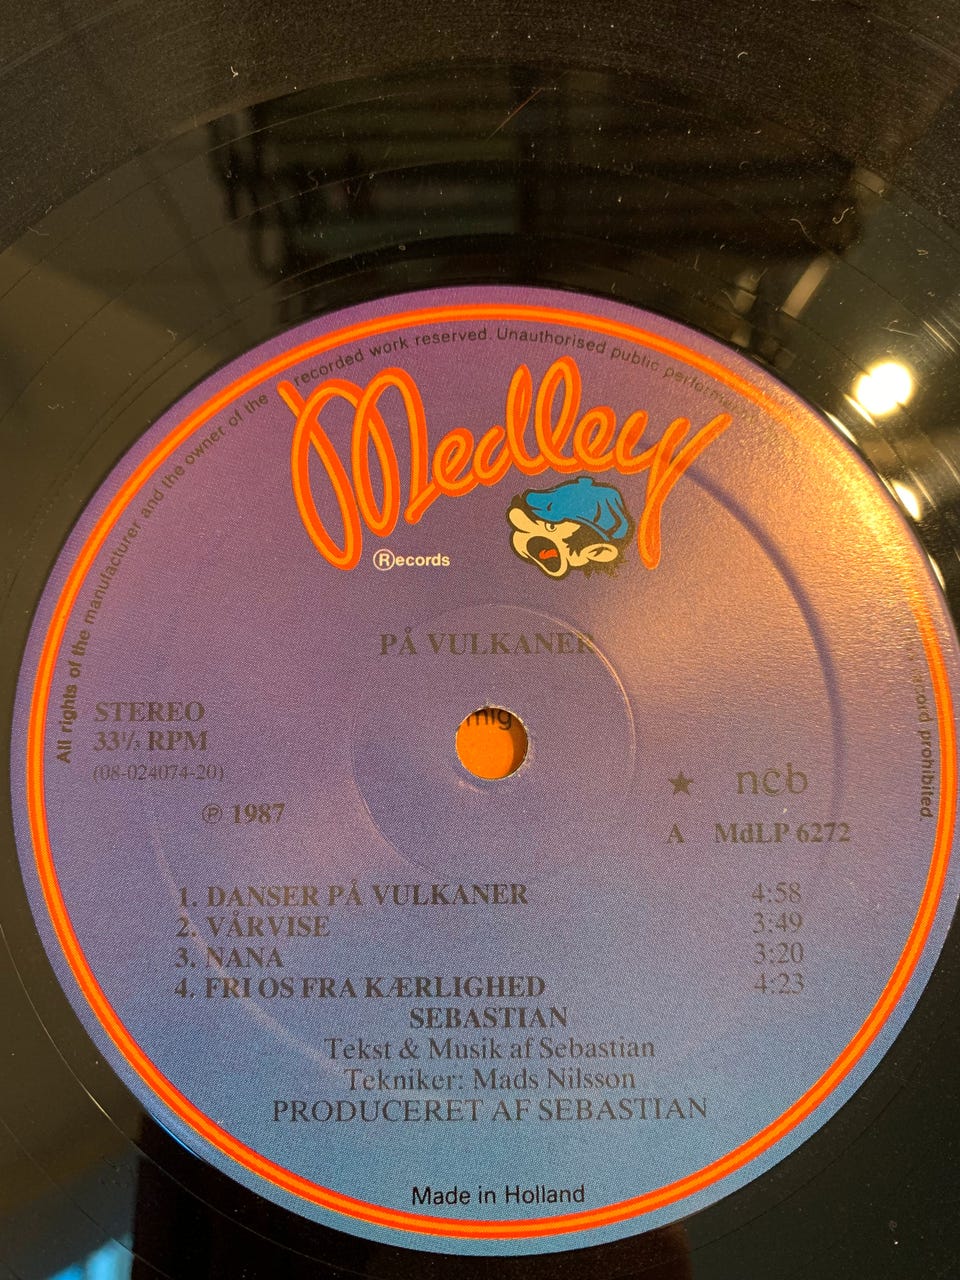 All rights of the manufacturer and the owner of the recorded work reserved. Unauthorised public performance
record prohibited.
Medley
Records
PÅ VULKANER
mig
STEREO
33⅓ RPM
(08-024074-20)
℗ 1987
★ ncb
A MdLP 6272
1. DANSER PÅ VULKANER 4:58
2. VÅRVISE 3:49
3. NANA 3:20
4. FRI OS FRA KÆRLIGHED 4:23
SEBASTIAN
Tekst & Musik af Sebastian
Tekniker: Mads Nilsson
PRODUCERET AF SEBASTIAN
Made in Holland